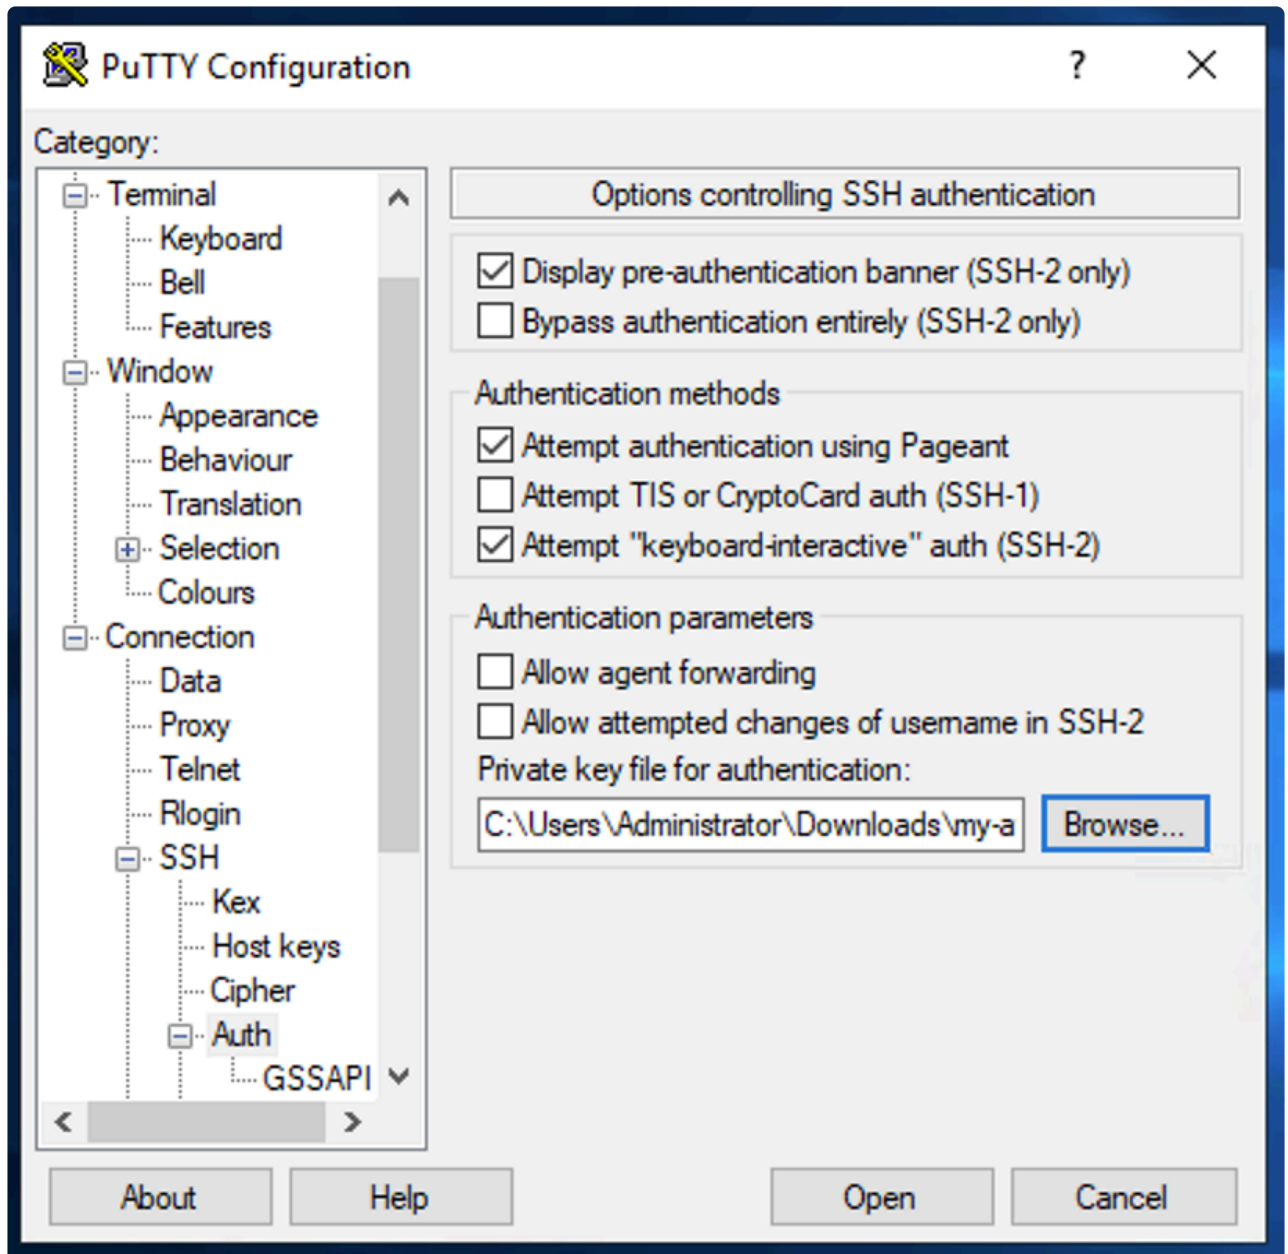 PuTTY Configuration
?
Category:
Terminal
Keyboard
Bell
Features
Window
Appearance
Behaviour
Translation
Selection
Colours
Connection
Data
Proxy
Telnet
Rlogin
SSH
Kex
Host keys
Cipher
Auth
GSSAPI
Options controlling SSH authentication
Display pre-authentication banner (SSH-2 only)
Bypass authentication entirely (SSH-2 only)
Authentication methods
Attempt authentication using Pageant
Attempt TIS or CryptoCard auth (SSH-1)
Attempt "keyboard-interactive" auth (SSH-2)
Authentication parameters
Allow agent forwarding
Allow attempted changes of username in SSH-2
Private key file for authentication:
C:\Users\Administrator\Downloads\my-a
Browse...
About
Help
Open
Cancel